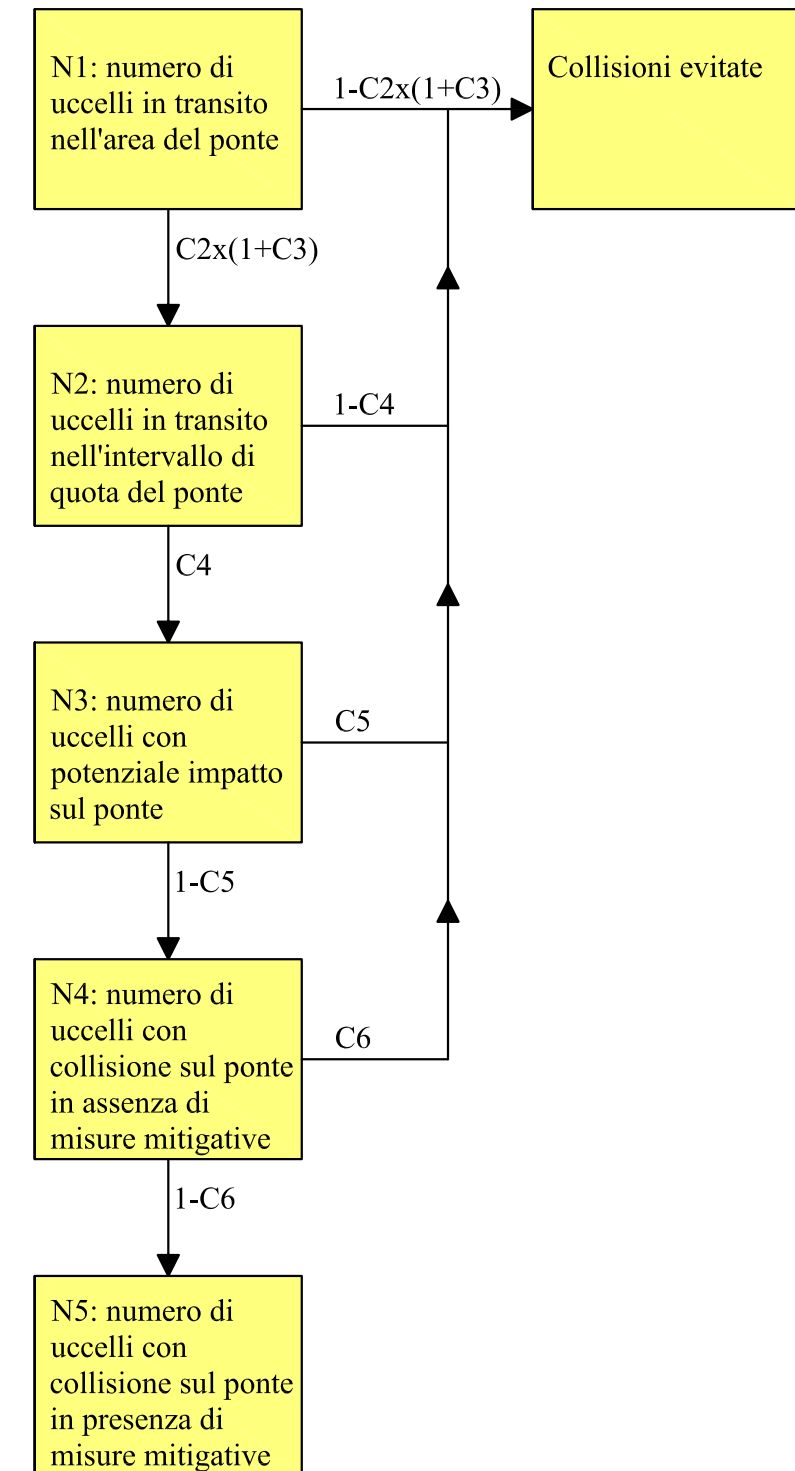 N1: numero di
uccelli in transito
nell'area del ponte
1-C2x(1+C3)
Collisioni evitate
C2x(1+C3)
N2: numero di
uccelli in transito
nell'intervallo di
quota del ponte
1-C4
C4
N3: numero di
uccelli con
potenziale impatto
sul ponte
C5
1-C5
N4: numero di
uccelli con
collisione sul ponte
in assenza di
misure mitigative
C6
1-C6
N5: numero di
uccelli con
collisione sul ponte
in presenza di
misure mitigative